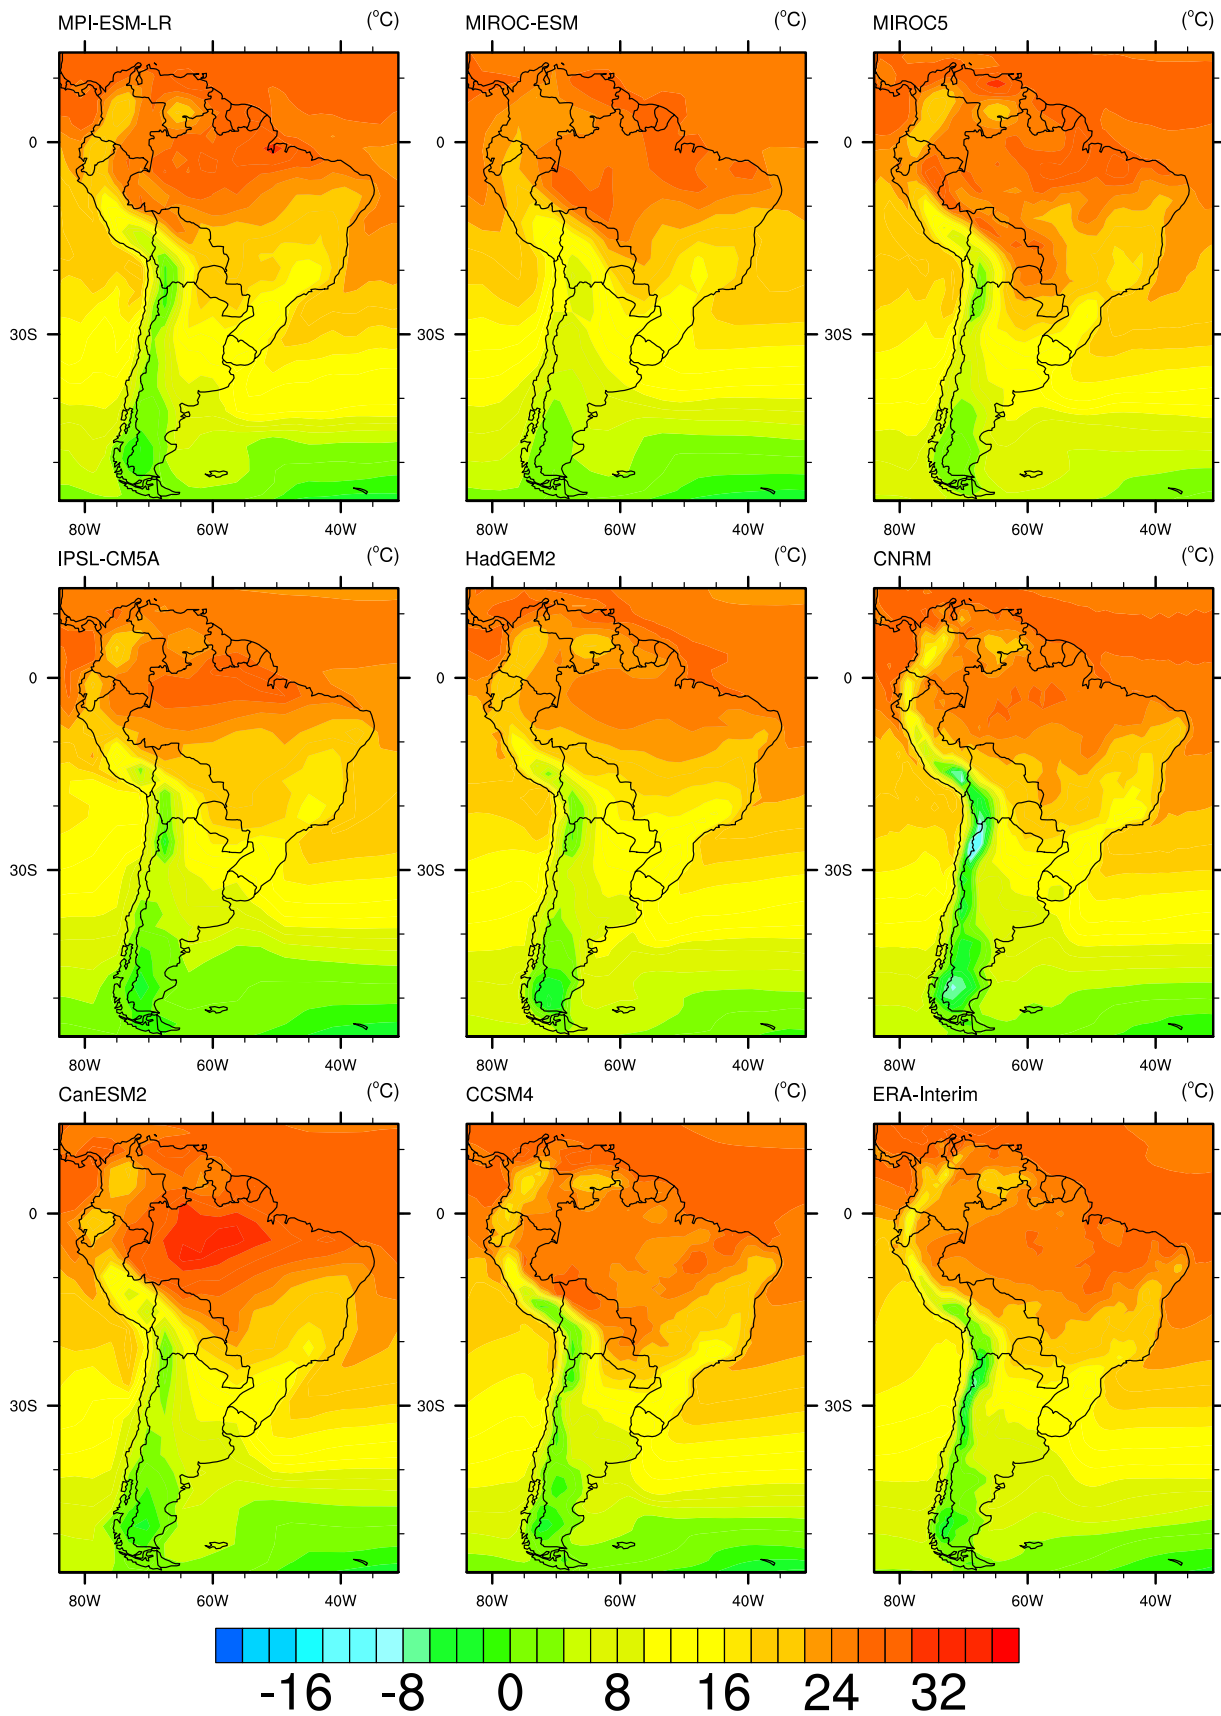 MPI-ESM-LR (°C) MIROC-ESM (°C) MIROC5 (°C)
0 0 0
30S 30S 30S
80W 60W 40W 80W 60W 40W 80W 60W 40W
IPSL-CM5A (°C) HadGEM2 (°C) CNRM (°C)
0 0 0
30S 30S 30S
80W 60W 40W 80W 60W 40W 80W 60W 40W
CanESM2 (°C) CCSM4 (°C) ERA-Interim (°C)
0 0 0
30S 30S 30S
80W 60W 40W 80W 60W 40W 80W 60W 40W
-16 -8 0 8 16 24 32